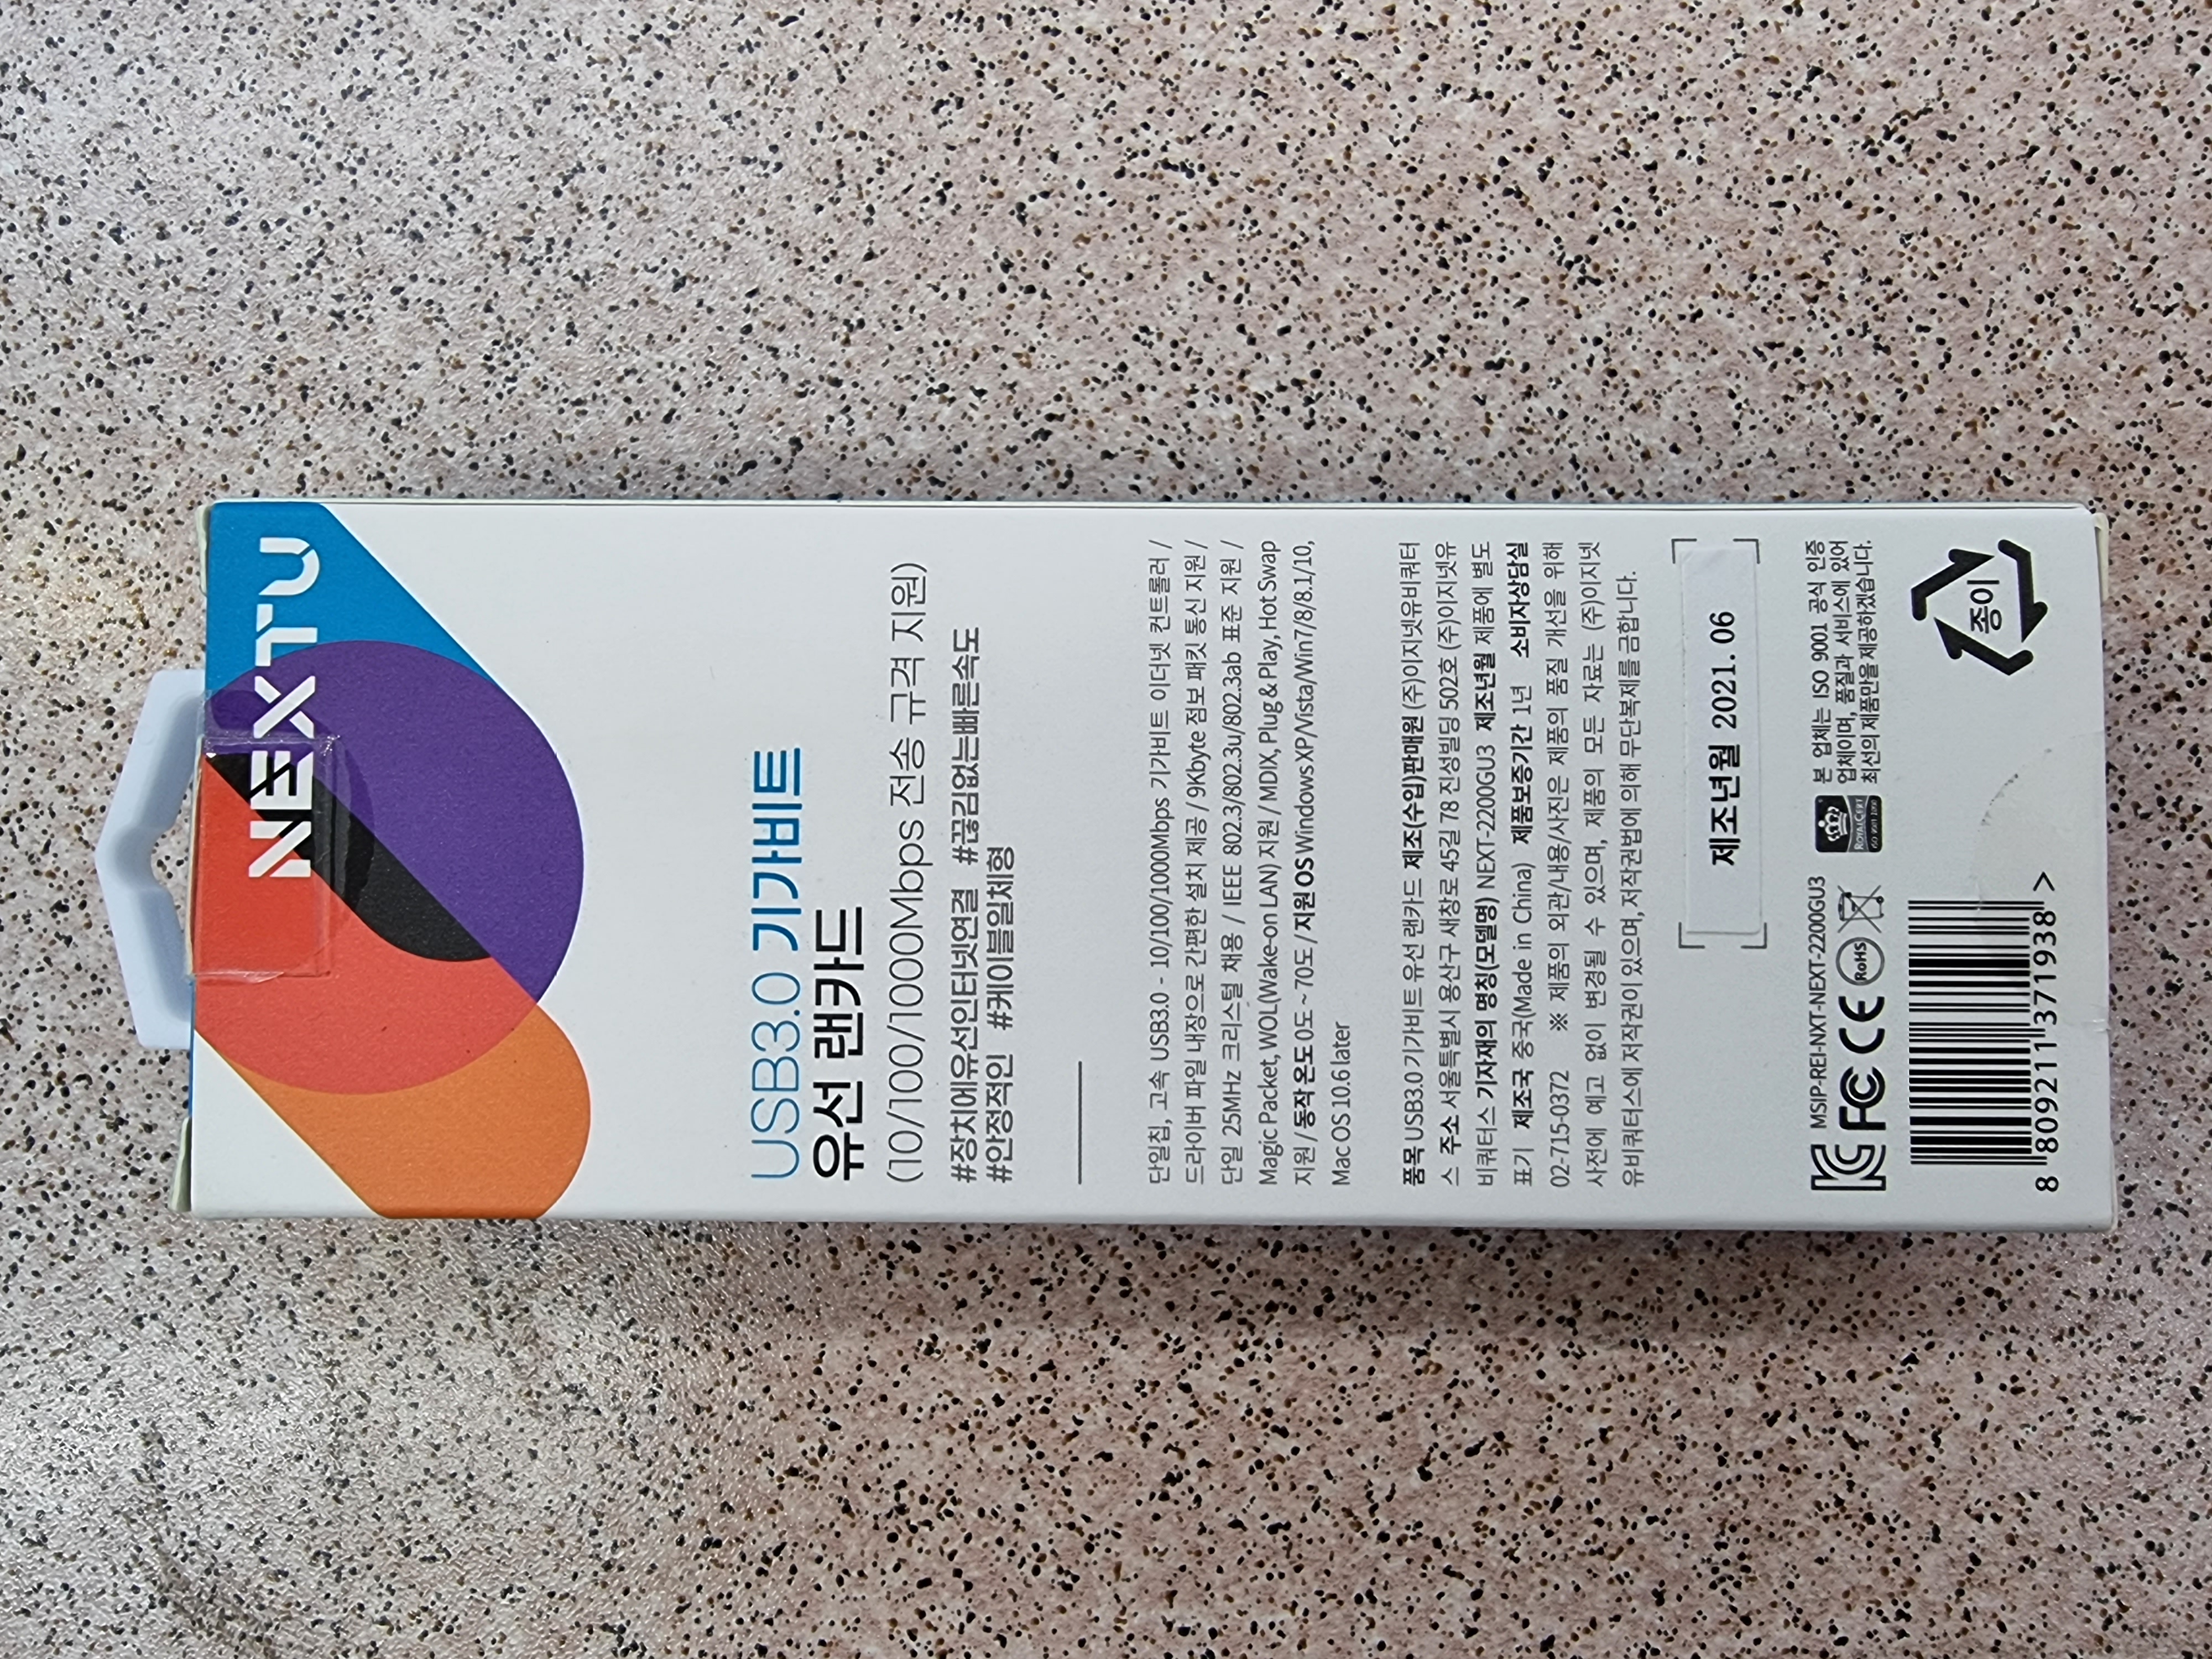 NEXTU
USB3.0 기가비트
유선 랜카드
(10/100/1000Mbps 전송 규격 지원)
#장치에유선인터넷연결 #끊김없는빠른속도
#안정적인 #케이블일체형
단일칩, 고속 USB3.0 - 10/100/1000Mbps 기가비트 이더넷 컨트롤러 /
드라이버 파일 내장으로 간편한 설치 제공 / 9Kbyte 점보 패킷 통신 지원 /
단일 25MHz 크리스털 채용 / IEEE 802.3/802.3u/802.3ab 표준 지원 /
Magic Packet, WOL(Wake-on LAN) 지원 / MDIX, Plug & Play, Hot Swap
지원 / 동작 온도 0도 ~ 70도 / 지원 OS Windows XP/Vista/Win7/8/8.1/10,
Mac OS 10.6 later
품목 USB3.0 기가비트 유선 랜카드 제조(수입)판매원 (주)이지넷유비쿼터
스 주소 서울특별시 용산구 새창로 45길 78 진성빌딩 502호 (주)이지넷유
비쿼터스 기자재의 명칭(모델명) NEXT-2200GU3 제조년월 제품에 별도
표기 제조국 중국(Made in China) 제품보증기간 1년 소비자상담실
02-715-0372 ※ 제품의 외관/내용/사진은 제품의 품질 개선을 위해
사전에 예고 없이 변경될 수 있으며, 제품의 모든 자료는 (주)이지넷
유비쿼터스에 저작권이 있으며, 저작권법에 의해 무단복제를 금합니다.
제조년월 2021. 06
MSIP-REI-NXT-NEXT-2200GU3
FC CE RoHS
ROYALCERT
ISO 9001 2000
본 업체는 ISO 9001 공식 인증
업체이며, 품질과 서비스에 있어
최선의 제품만을 제공하겠습니다.
8 809211 371938 >
종이